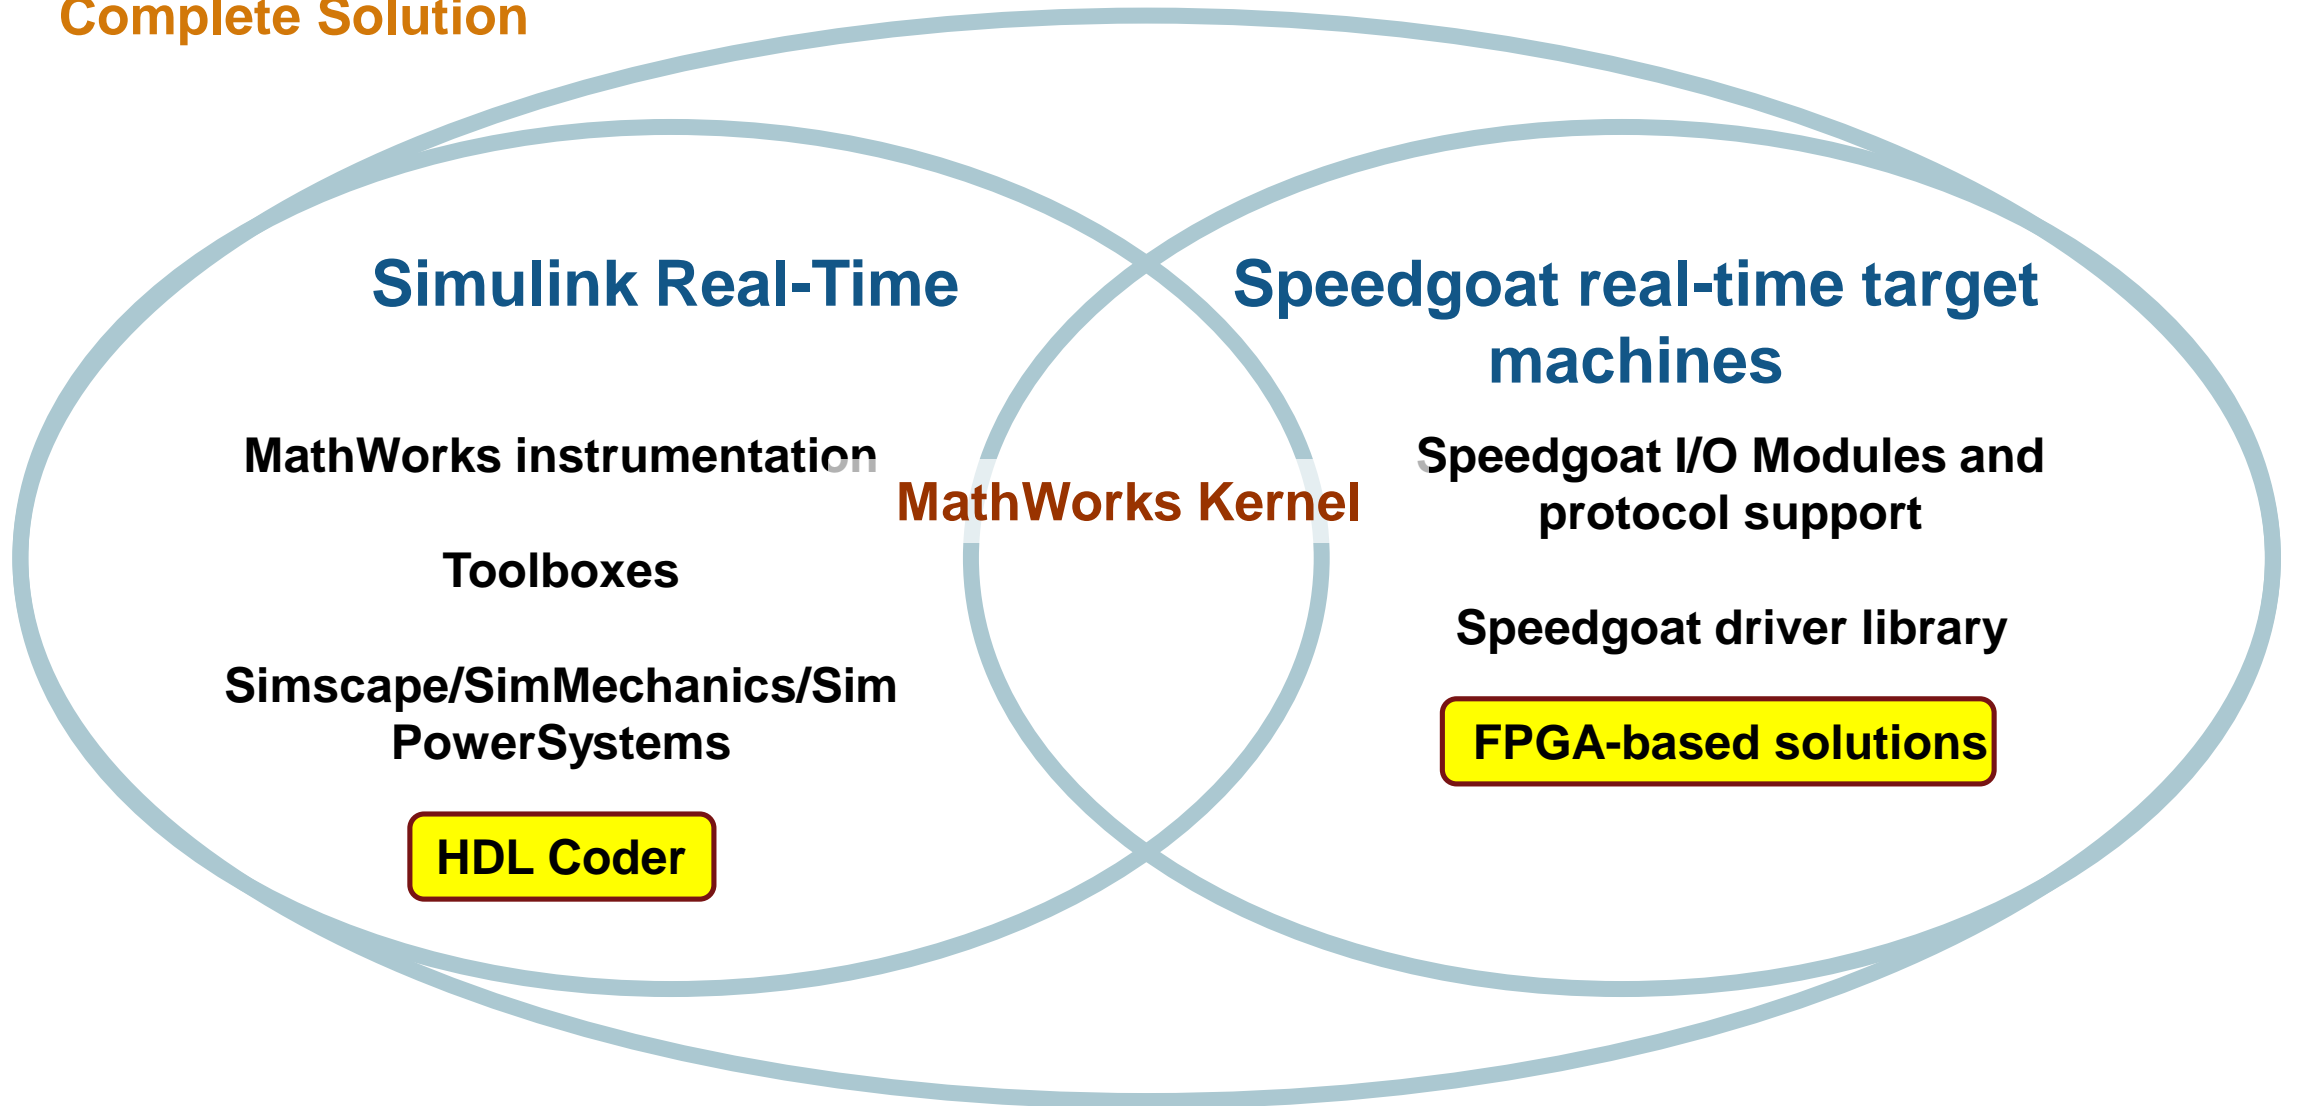 Complete Solution
Simulink Real-Time
MathWorks instrumentation
Toolboxes
Simscape/SimMechanics/Sim
PowerSystems
HDL Coder
MathWorks Kernel
Speedgoat real-time target
machines
Speedgoat I/O Modules and
protocol support
Speedgoat driver library
FPGA-based solutions